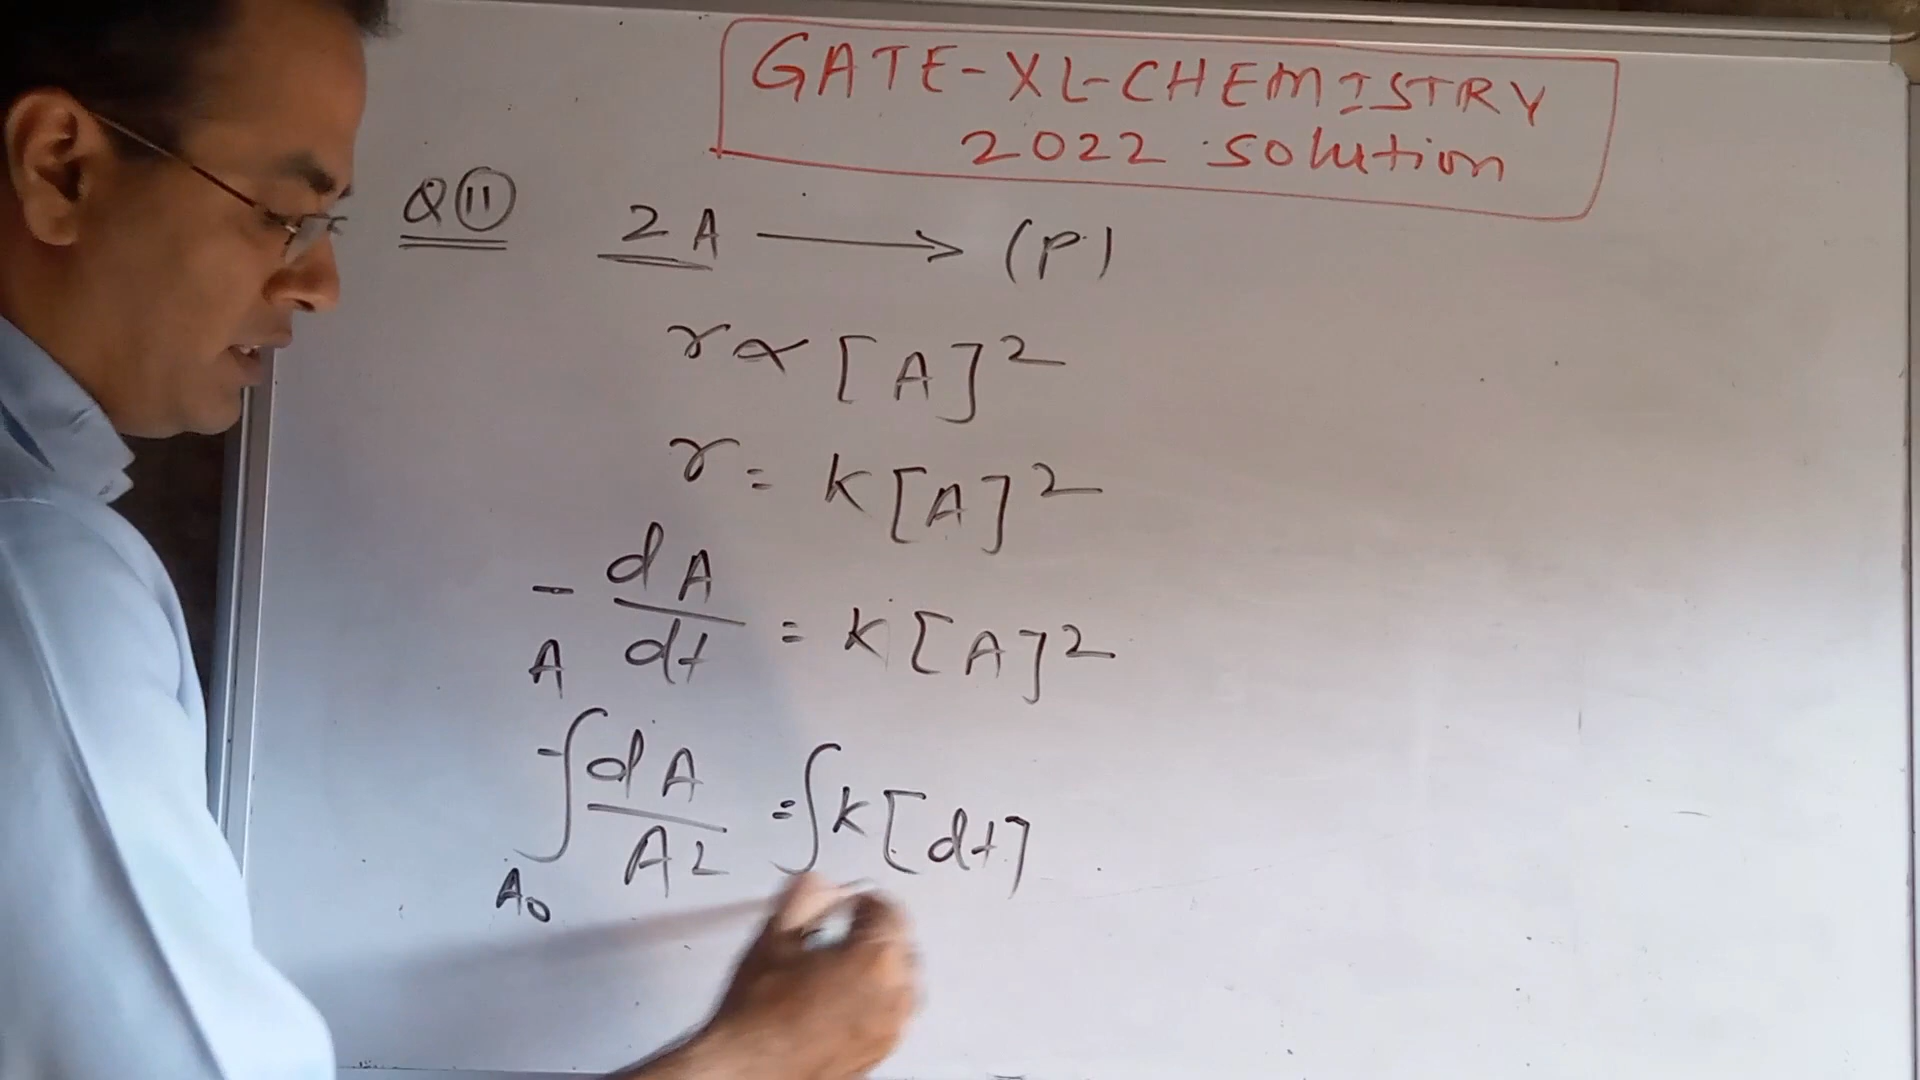 GATE-XL-CHEMISTRY
2022 Solution
Q 11 2A → (P)
r ∝ [A]²
r = K[A]²
- dA/dt = K[A]²
A
-∫ dA/A2 = ∫K[dt]
A0